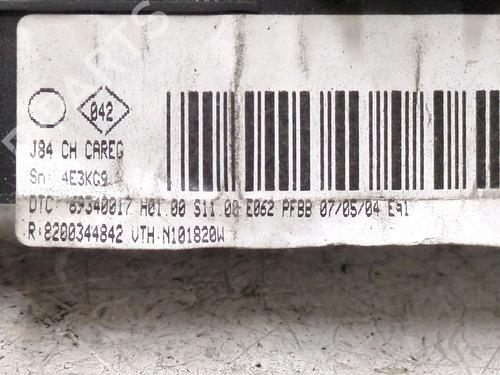 042
J84 CH CAREG
Sn: 4E3KG9
DTC: 69340017 H01.00 S11.00 E062 PFBB 07/05/04 E91
R:8200344842 VTH:N101820W